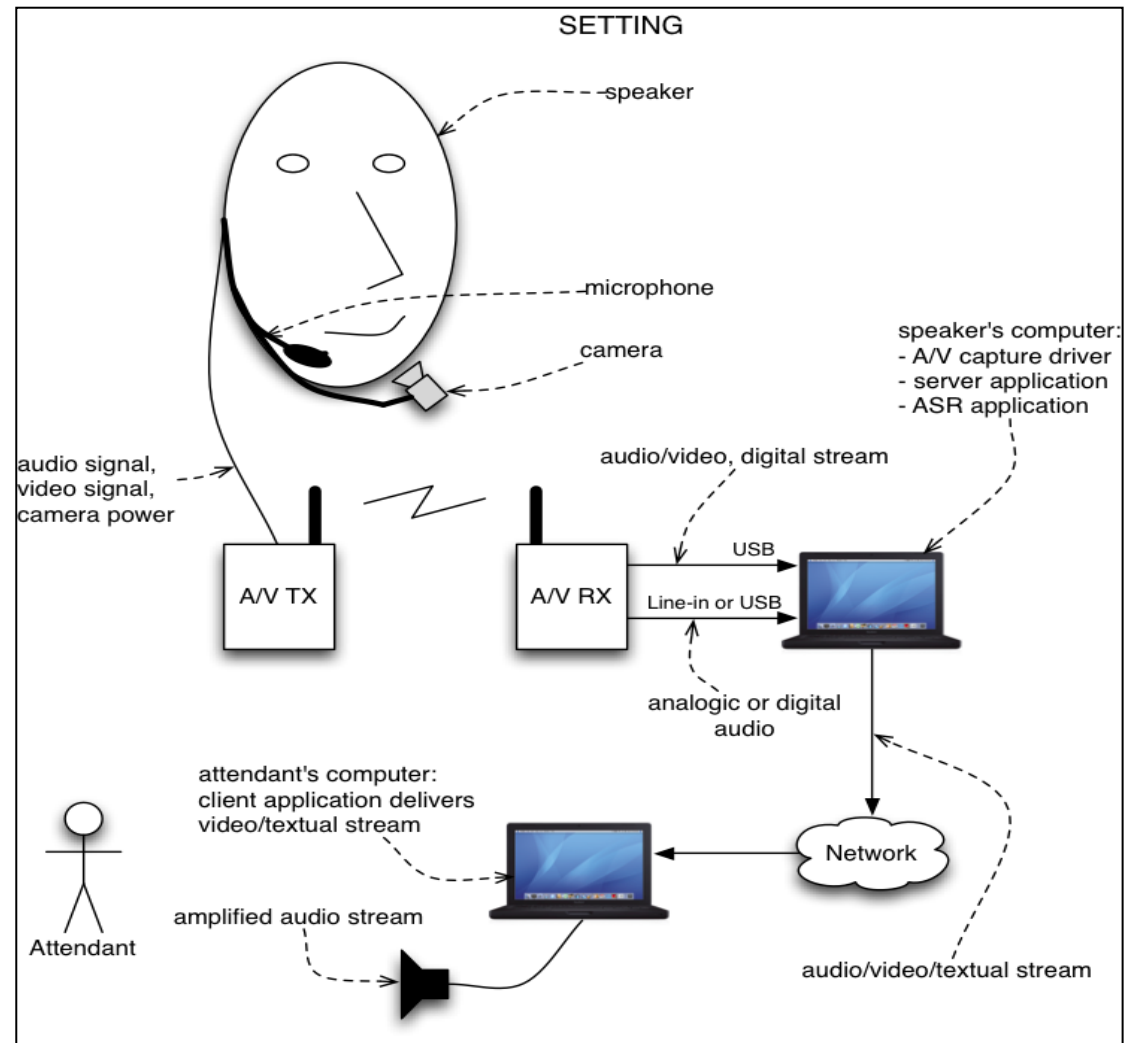 SETTING
speaker
microphone
camera
speaker's computer:
- A/V capture driver
- server application
- ASR application
audio signal,
video signal,
camera power
audio/video, digital stream
USB
A/V TX
A/V RX
Line-in or USB
analogic or digital
audio
attendant's computer:
client application delivers
video/textual stream
Network
amplified audio stream
Attendant
audio/video/textual stream